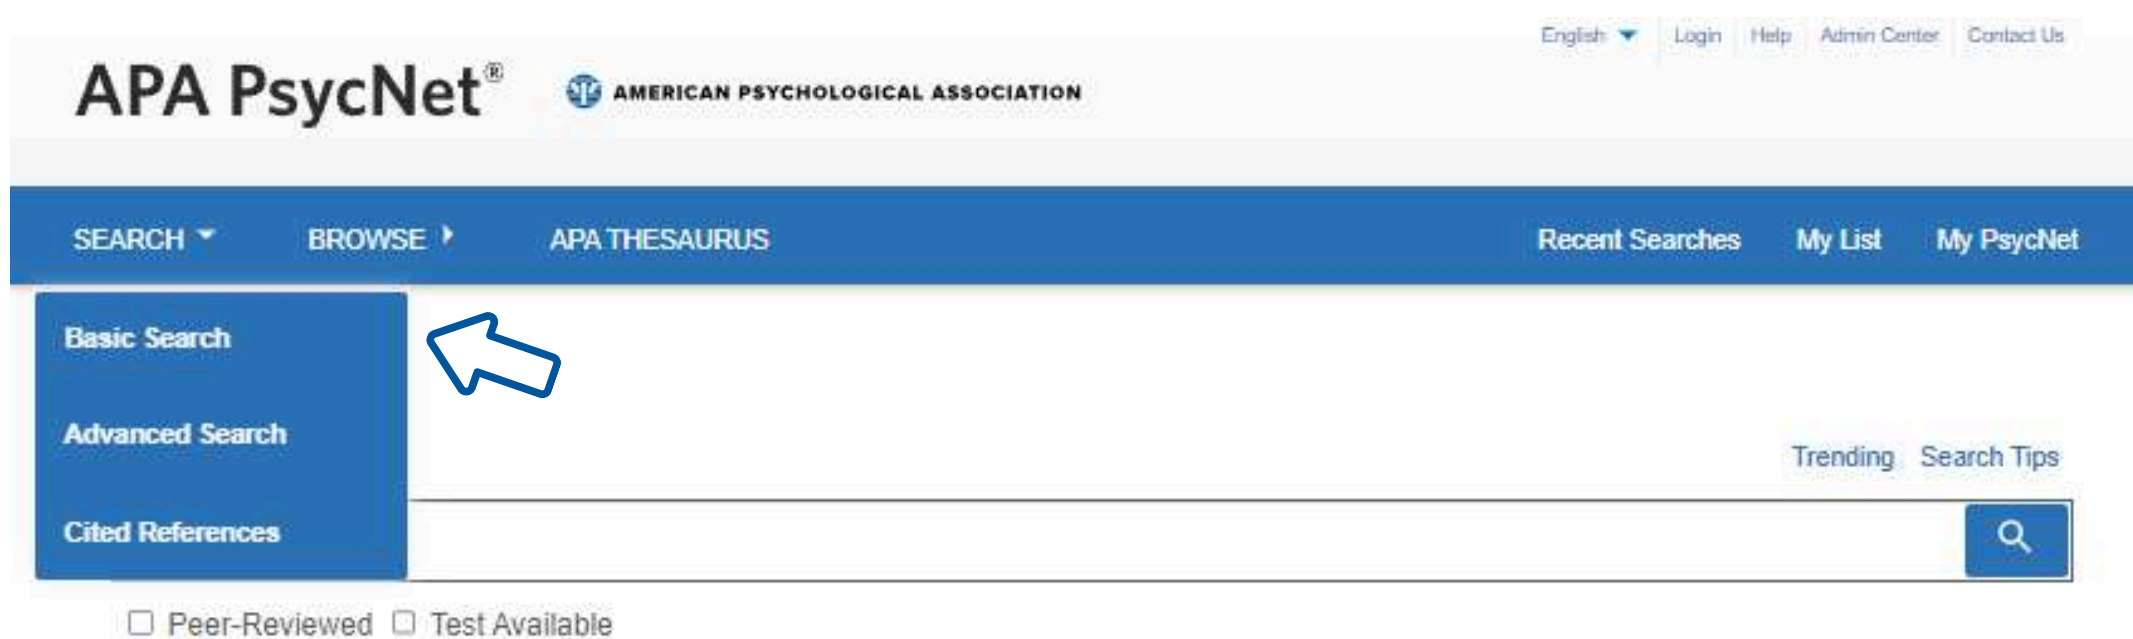 English Login Help Admin Center Contact Us
APA PsycNet® AMERICAN PSYCHOLOGICAL ASSOCIATION
SEARCH BROWSE APA THESAURUS Recent Searches My List My PsycNet
Basic Search
Advanced Search
Trending Search Tips
Cited References
Peer-Reviewed Test Available